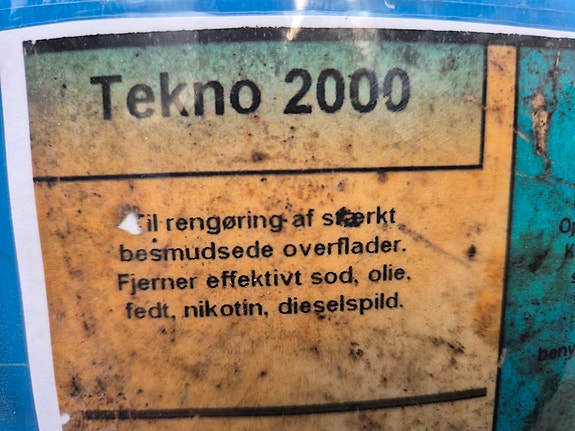 Tekno 2000
Til rengøring af stærkt
besmudsede overflader.
Fjerner effektivt sod, olie,
fedt, nikotin, dieselspild.